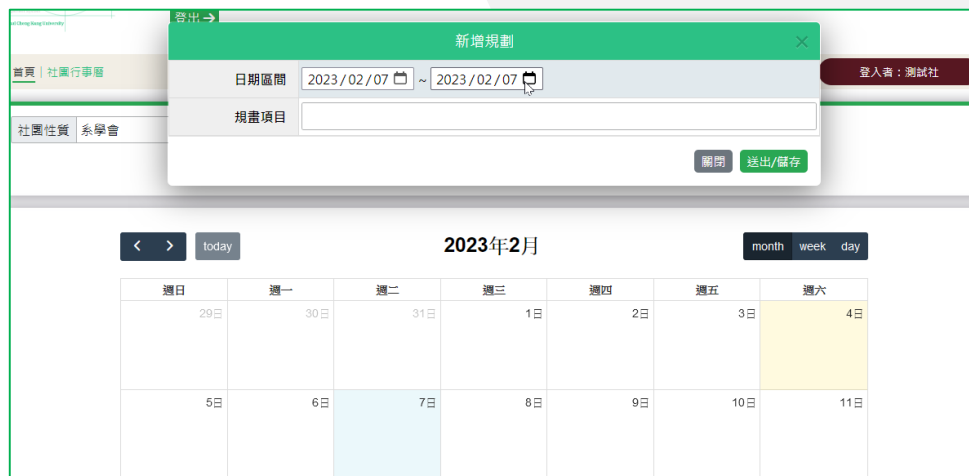 登出
新增規劃
首頁 | 社團行事曆
日期區間 2023/02/07 ~ 2023/02/07
登入者：測試社
規畫項目
社團性質 系學會
關閉 送出/儲存
today 2023年2月 month week day
週日 週一 週二 週三 週四 週五 週六
29日 30日 31日 1日 2日 3日 4日
5日 6日 7日 8日 9日 10日 11日